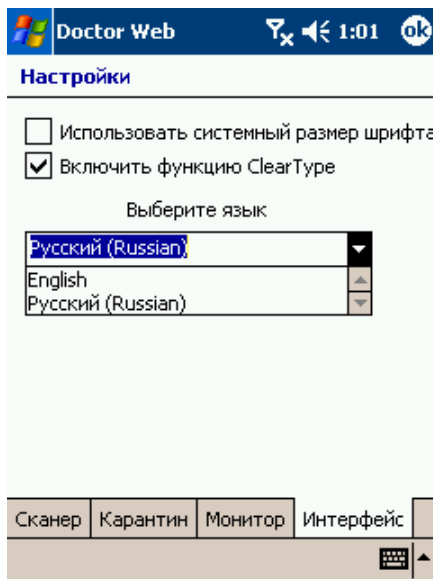 Doctor Web 1:01 ok
Настройки
Использовать системный размер шрифта
Включить функцию ClearType
Выберите язык
Русский (Russian)
English
Русский (Russian)
Сканер Карантин Монитор Интерфейс